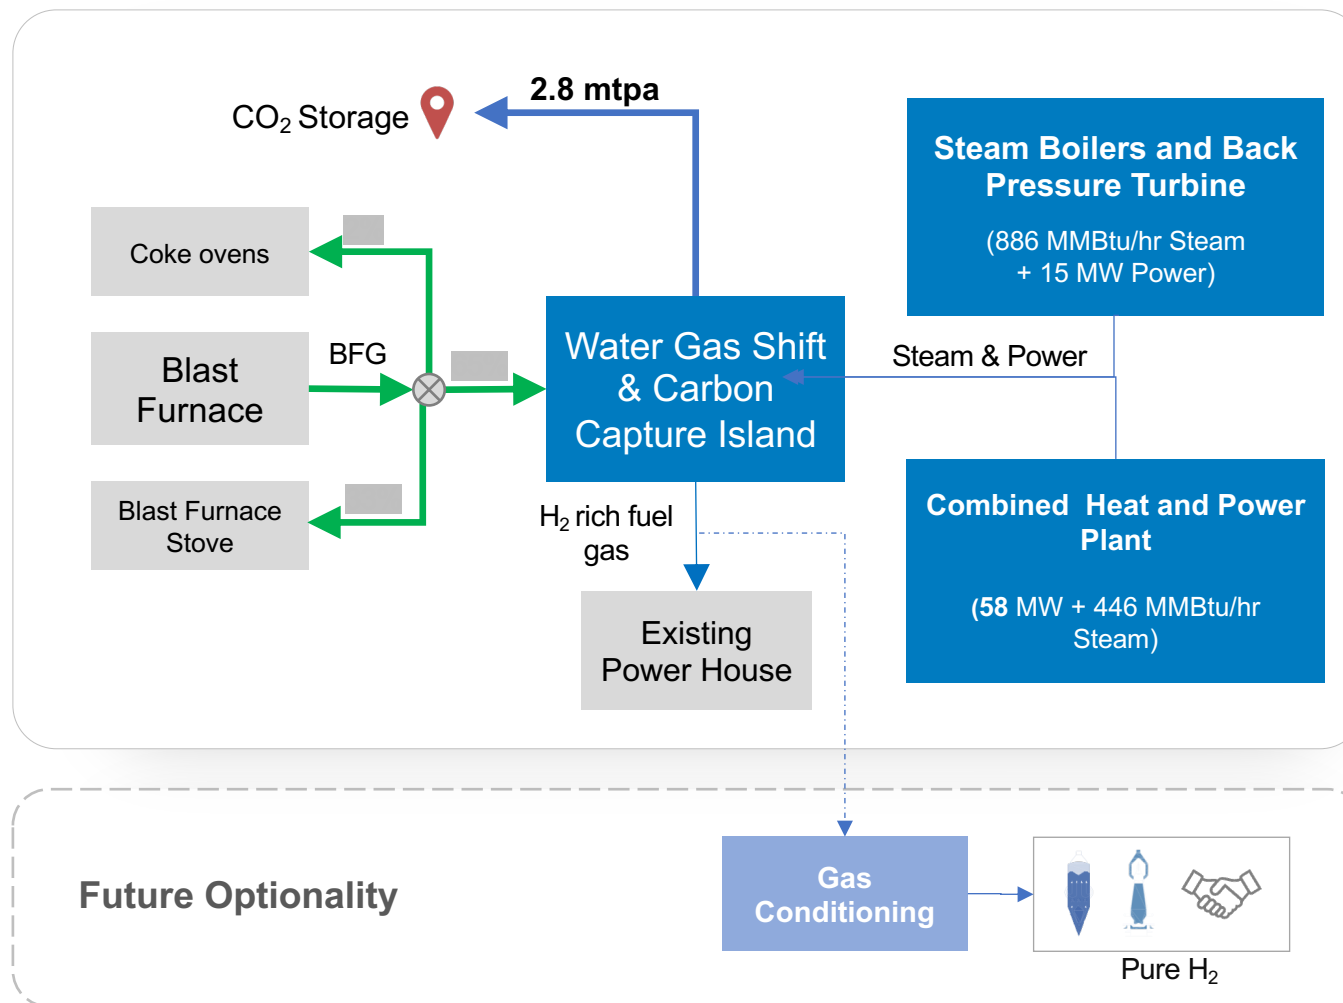 2.8 mtpa
CO₂ Storage
Steam Boilers and Back
Pressure Turbine
(886 MMBtu/hr Steam
+ 15 MW Power)
Coke ovens
Blast
Furnace
BFG
Blast Furnace
Stove
Water Gas Shift
& Carbon
Capture Island
Steam & Power
Combined Heat and Power
Plant
(58 MW + 446 MMBtu/hr
Steam)
H₂ rich fuel
gas
Existing
Power House
Future Optionality
Gas
Conditioning
Pure H₂